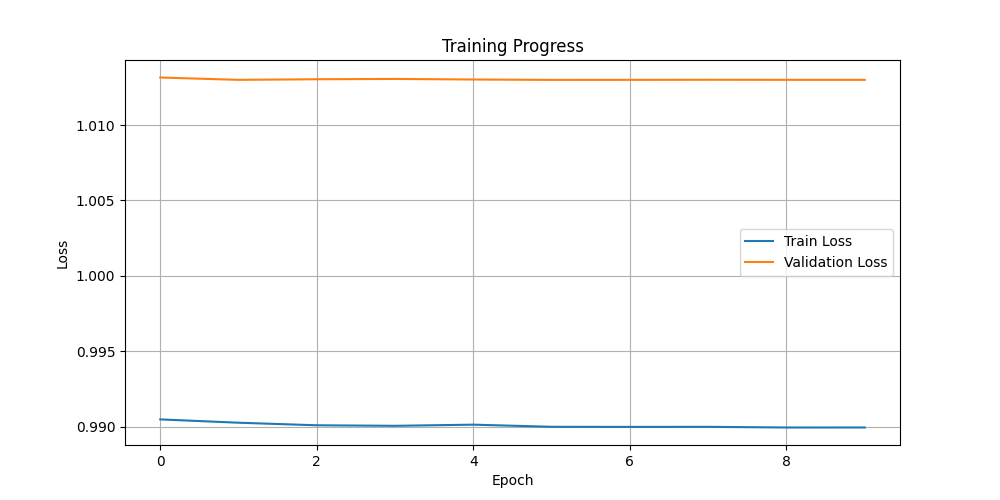 Training Progress
1.010
1.005
1.000
0.995
0.990
Loss
Train Loss
Validation Loss
0 2 4 6 8
Epoch